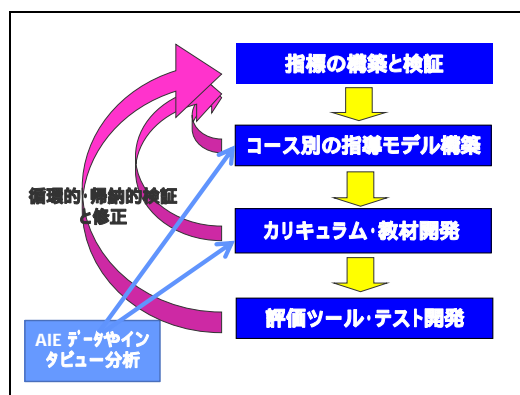 指標の構築と検証
コース別の指導モデル構築
循環的・帰納的検証
と修正
カリキュラム・教材開発
評価ツール・テスト開発
AIE データやイン
タビュー分析